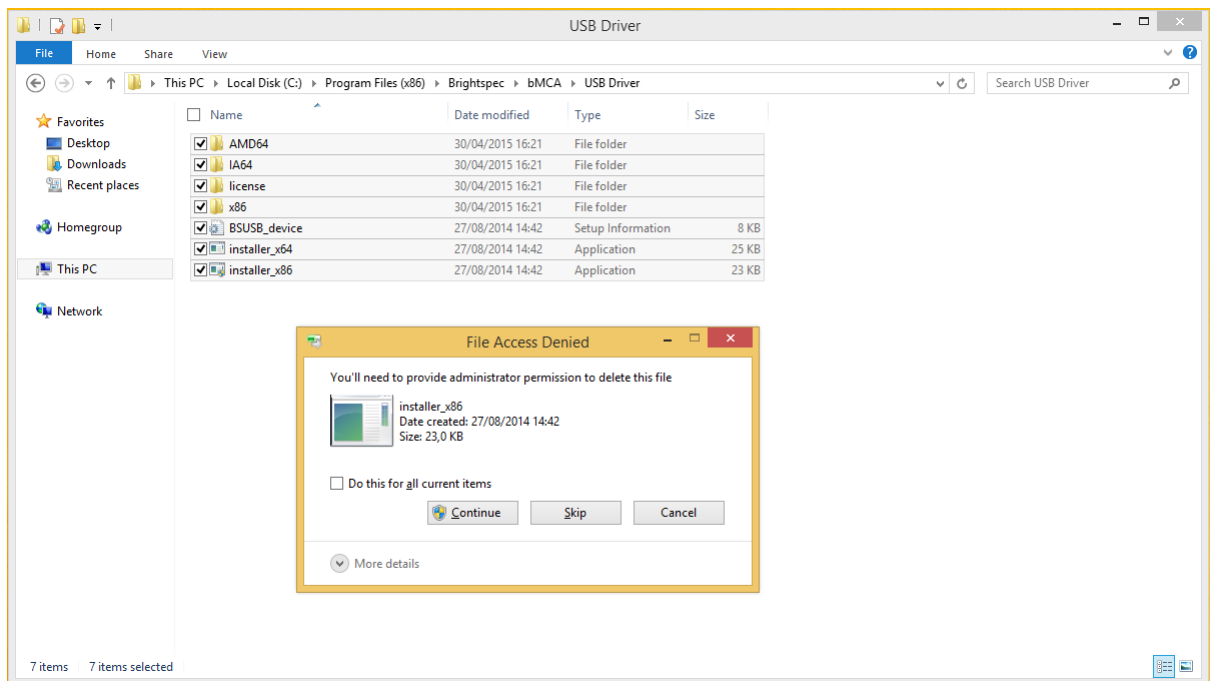 USB Driver
File Home Share View
This PC Local Disk (C:) Program Files (x86) Brightspec bMCA USB Driver Search USB Driver
Name Date modified Type Size
Favorites
Desktop
Downloads
Recent places
Homegroup
This PC
Network
AMD64 30/04/2015 16:21 File folder
IA64 30/04/2015 16:21 File folder
license 30/04/2015 16:21 File folder
x86 30/04/2015 16:21 File folder
BSUSB_device 27/08/2014 14:42 Setup Information 8 KB
installer_x64 27/08/2014 14:42 Application 25 KB
installer_x86 27/08/2014 14:42 Application 23 KB
File Access Denied
You'll need to provide administrator permission to delete this file
installer_x86
Date created: 27/08/2014 14:42
Size: 23,0 KB
Do this for all current items
Continue Skip Cancel
More details
7 items 7 items selected